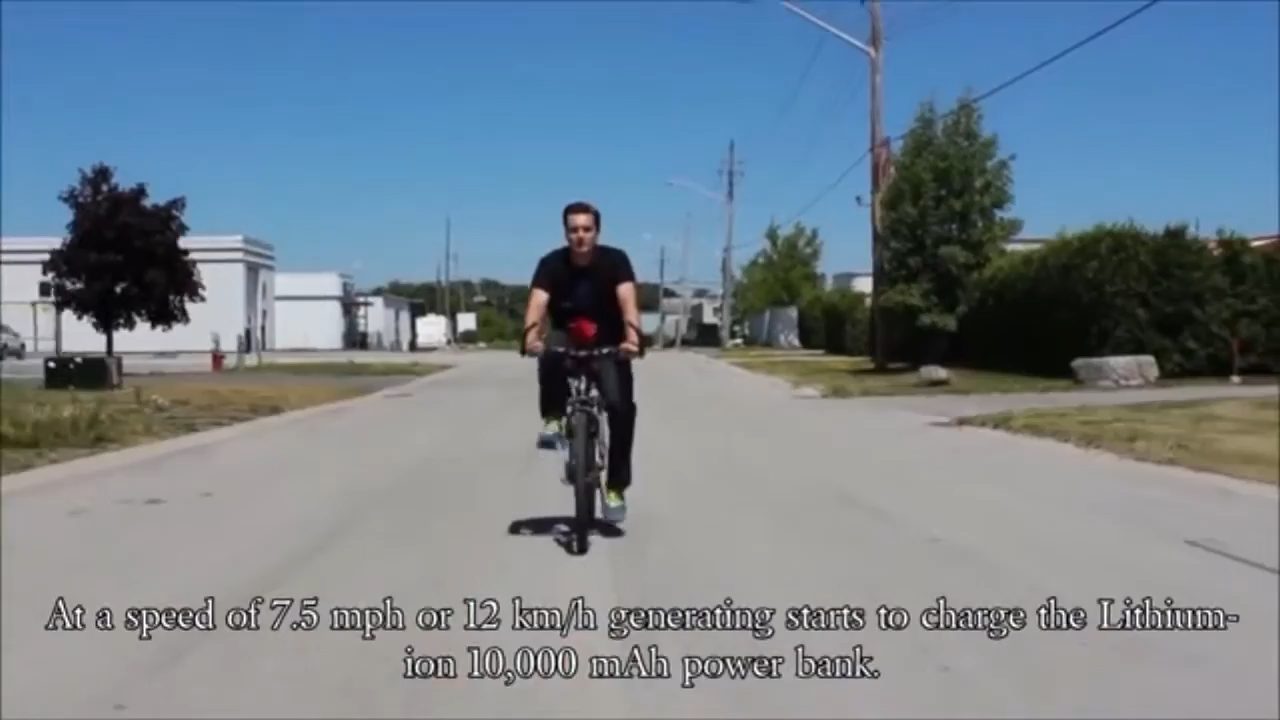 At a speed of 7.5 mph or 12 km/h generating starts to charge the Lithium-
ion 10,000 mAh power bank.